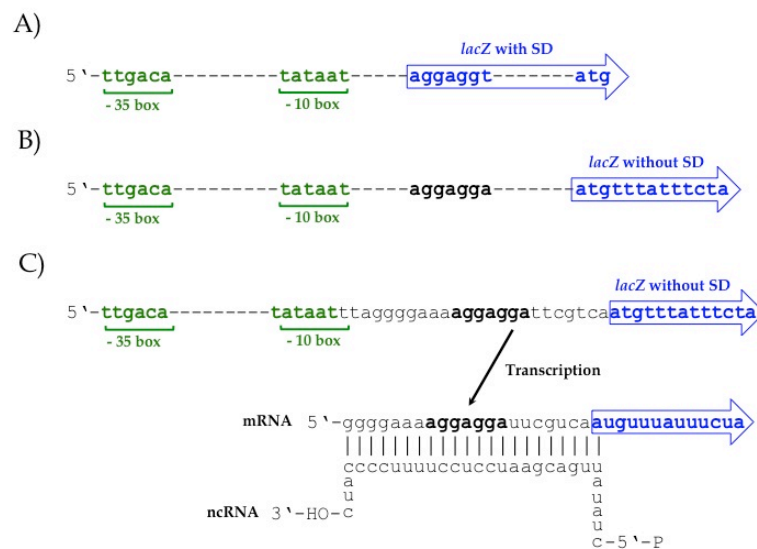 A)
lacZ with SD
5‘-ttgaca-----------tataat------aggaggt------atg
- 35 box
- 10 box
B)
lacZ without SD
5‘-ttgaca-----------tataat------aggagga--------atgtttatttcta
- 35 box
- 10 box
C)
lacZ without SD
5‘-ttgaca----------tataatttaggggaaaaggaggattcgtcaatgtttatttcta
- 35 box
- 10 box
Transcription
mRNA 5‘-ggggaaaaggaggauucgucaauguuuauuucua
ccccuuuuccuccuaagcaguu
a
u
c
ncRNA 3‘-HO-
u
a
u
a
u
c-5‘-P